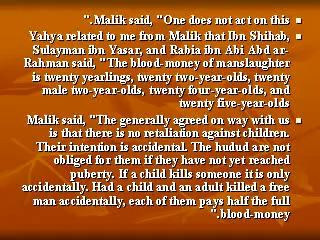 ".Malik said, "One does not act on this
Yahya related to me from Malik that Ibn Shihab,
Sulayman ibn Yasar, and Rabia ibn Abi Abd ar-
Rahman said, "The blood-money of manslaughter
is twenty yearlings, twenty two-year-olds, twenty
male two-year-olds, twenty four-year-olds, and
twenty five-year-olds
Malik said, "The generally agreed on way with us
is that there is no retaliation against children.
Their intention is accidental. The hudud are not
obliged for them if they have not yet reached
puberty. If a child kills someone it is only
accidentally. Had a child and an adult killed a free
man accidentally, each of them pays half the full
".blood-money